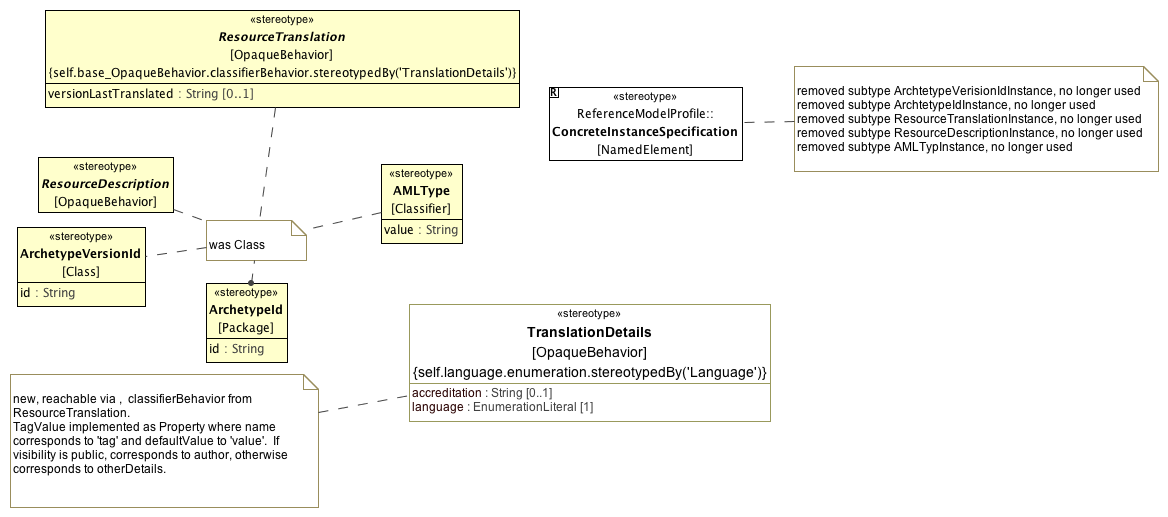 «stereotype»
ResourceTranslation
[OpaqueBehavior]
{self.base_OpaqueBehavior.classifierBehavior.stereotypedBy('TranslationDetails')}
versionLastTranslated : String [0..1]
R
«stereotype»
ReferenceModelProfile::
ConcreteInstanceSpecification
[NamedElement]
removed subtype ArchtetypeVerisionIdInstance, no longer used
removed subtype ArchtetypeIdInstance, no longer used
removed subtype ResourceTranslationInstance, no longer used
removed subtype ResourceDescriptionInstance, no longer used
removed subtype AMLTypInstance, no longer used
«stereotype»
ResourceDescription
[OpaqueBehavior]
«stereotype»
AMLType
[Classifier]
value : String
«stereotype»
ArchetypeVersionId
[Class]
id : String
was Class
«stereotype»
ArchetypeId
[Package]
id : String
«stereotype»
TranslationDetails
[OpaqueBehavior]
{self.language.enumeration.stereotypedBy('Language')}
accreditation : String [0..1]
language : EnumerationLiteral [1]
new, reachable via ,  classifierBehavior from
ResourceTranslation.
TagValue implemented as Property where name
corresponds to 'tag' and defaultValue to 'value'.  If
visibility is public, corresponds to author, otherwise
corresponds to otherDetails.